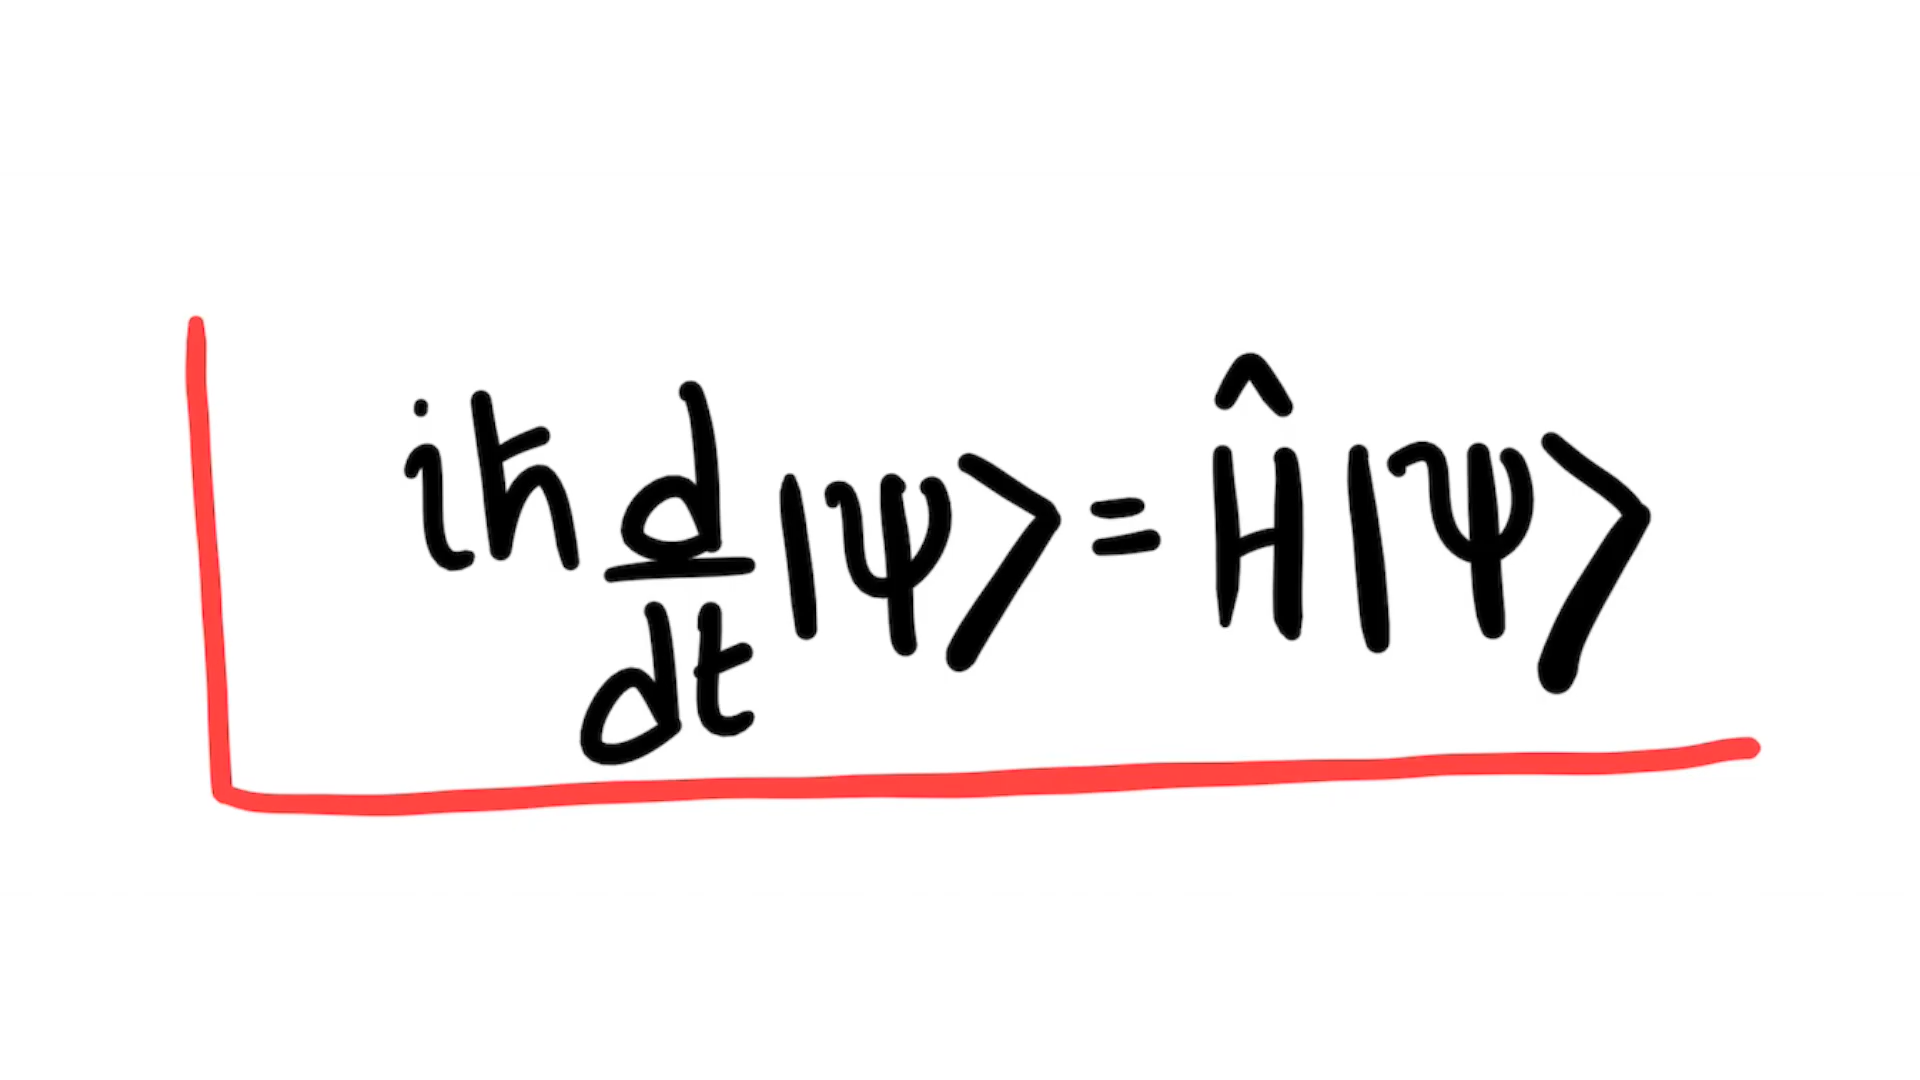 iℏ d/dt |ψ> = Ĥ |ψ>